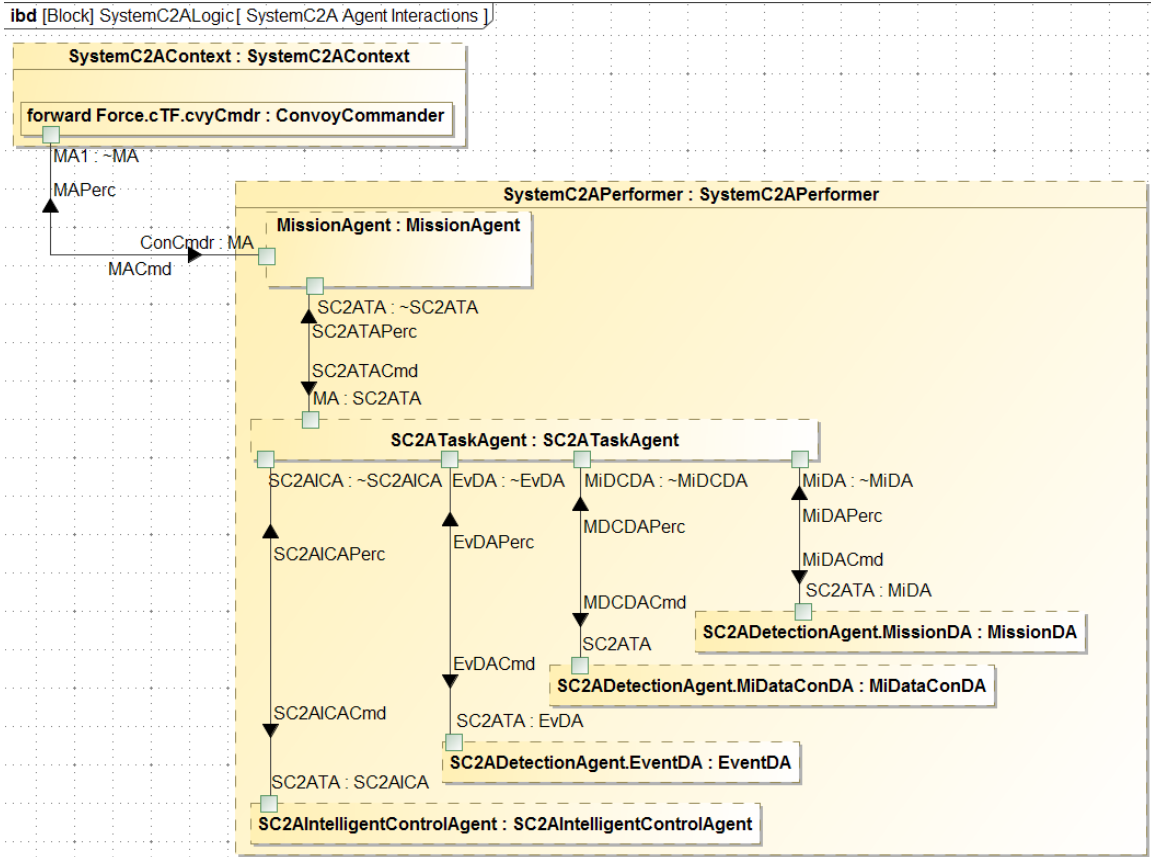 ibd [Block] SystemC2ALogic[ SystemC2A Agent Interactions ]
SystemC2AContext : SystemC2AContext
forward Force.cTF.cvyCmdr : ConvoyCommander
MA1 : ~MA
MAPerc
SystemC2APerformer : SystemC2APerformer
MissionAgent : MissionAgent
ConCmdr : MA
MACmd
SC2ATA : ~SC2ATA
SC2ATAPerc
SC2ATACmd
MA : SC2ATA
SC2ATaskAgent : SC2ATaskAgent
SC2AICA : ~SC2AICA EvDA : ~EvDA MiDCDA : ~MiDCDA MiDA : ~MiDA
MiDAPerc
MDCDAPerc
EvDAPerc
SC2AICAPerc
MiDACmd
SC2ATA : MiDA
MDCDACmd
SC2ADetectionAgent.MissionDA : MissionDA
SC2ATA
EvDACmd
SC2ADetectionAgent.MiDataConDA : MiDataConDA
SC2AICACmd
SC2ATA : EvDA
SC2ADetectionAgent.EventDA : EventDA
SC2ATA : SC2AICA
SC2AIntelligentControlAgent : SC2AIntelligentControlAgent